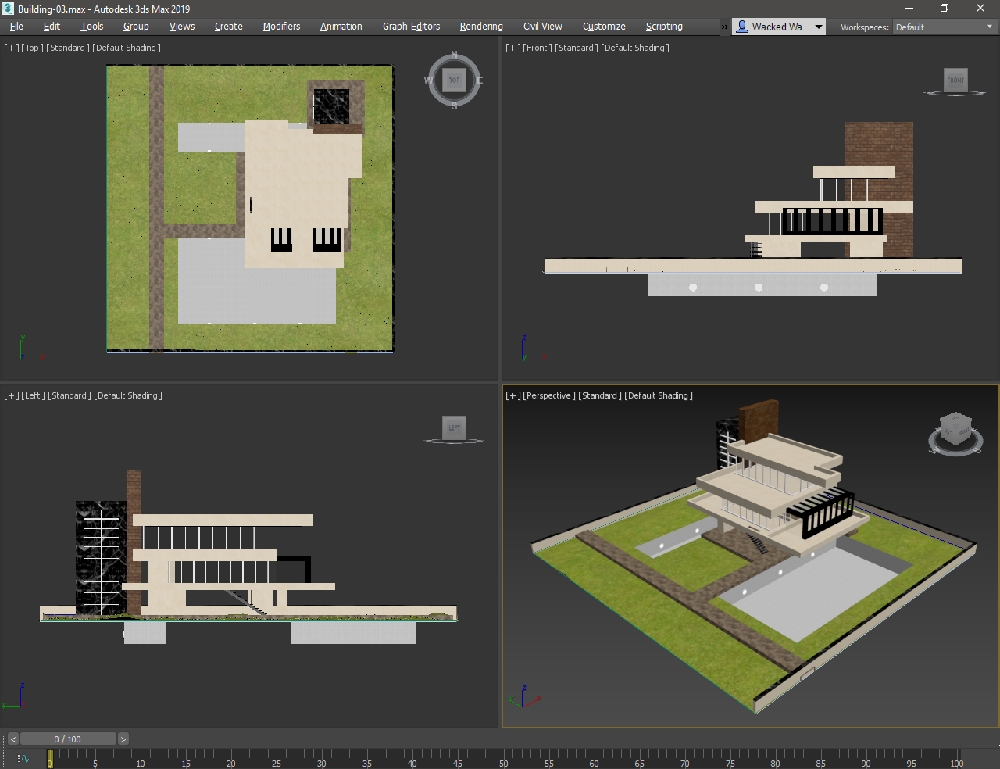 Building-03.max - Autodesk 3ds Max 2019
File Edit Tools Group Views Create Modifiers Animation Graph Editors Rendering Civil View Customize Scripting » Wacked Wa Workspaces: Default
[+] [Top] [Standard] [Default Shading]
[+] [Front] [Standard] [Default Shading]
N
W TOP E
S
FRONT
[+] [Left] [Standard] [Default Shading]
[+] [Perspective] [Standard] [Default Shading]
LEFT
< 0 / 100 >
0 5 10 15 20 25 30 35 40 45 50 55 60 65 70 75 80 85 90 95 100